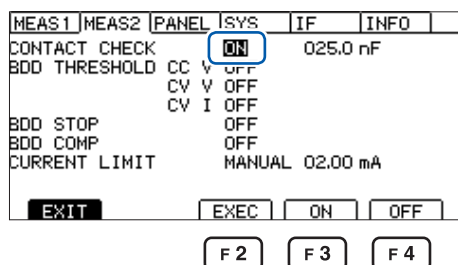 MEAS1 MEAS2 PANEL SYS IF INFO
CONTACT CHECK ON 025.0 nF
BDD THRESHOLD CC V OFF
CV V OFF
CV I OFF
BDD STOP OFF
BDD COMP OFF
CURRENT LIMIT MANUAL 02.00 mA
EXIT EXEC ON OFF
F2 F3 F4